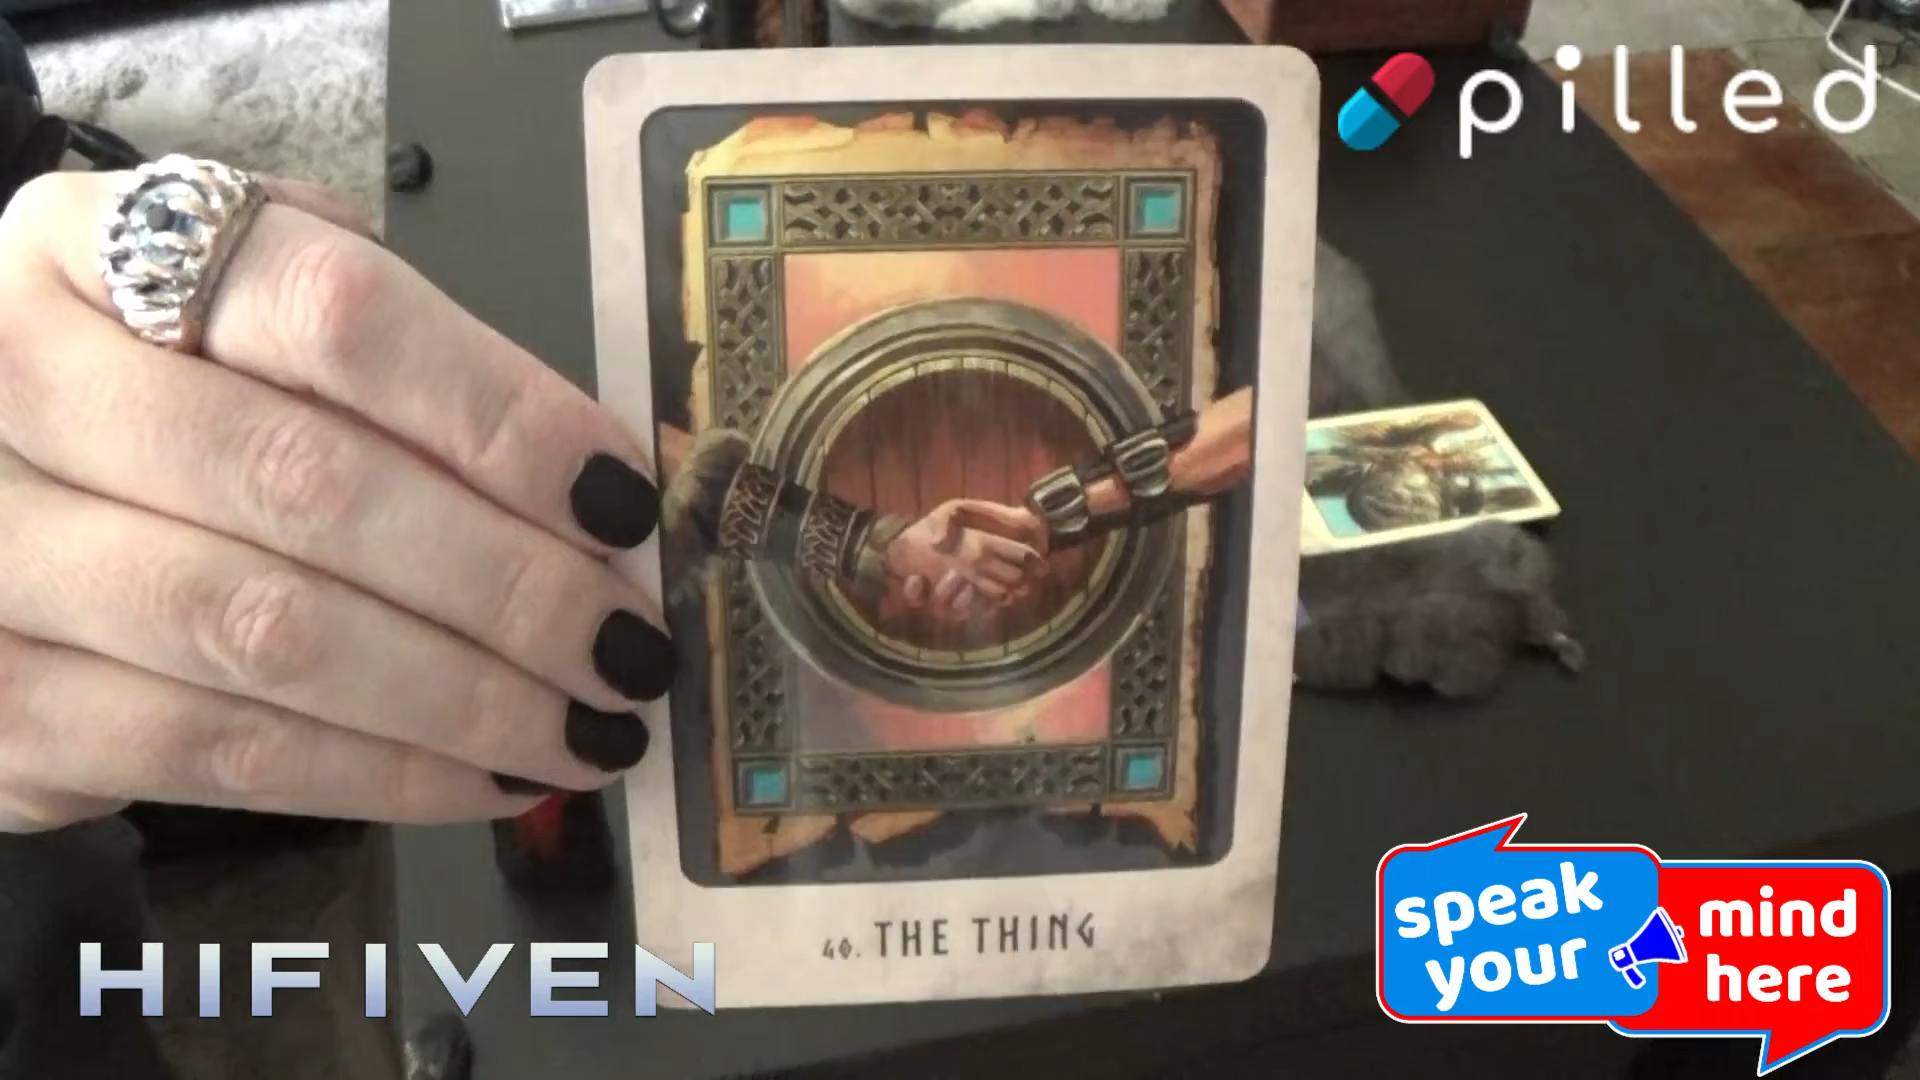 pilled
40. THE THING
HIFIVEN
speak
your
mind
here